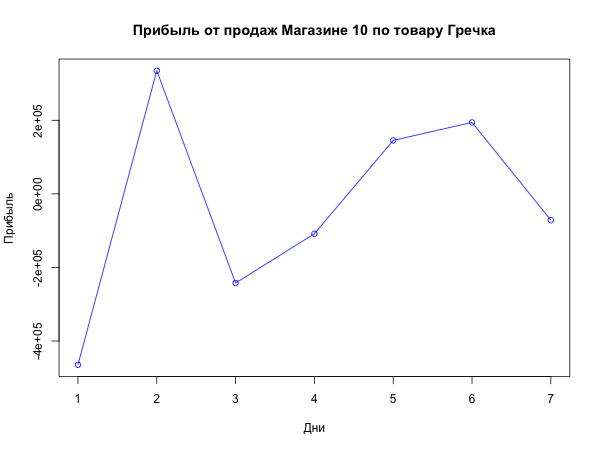 Прибыль от продаж Магазине 10 по товару Гречка
Прибыль
2e+05
0e+00
-2e+05
-4e+05
1 2 3 4 5 6 7
Дни